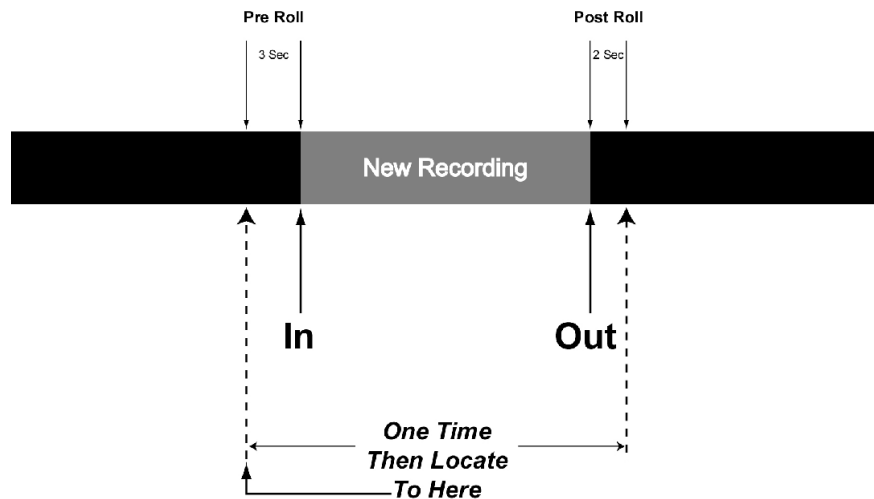 Pre Roll
Post Roll
3 Sec
2 Sec
New Recording
In
Out
One Time
Then Locate
To Here